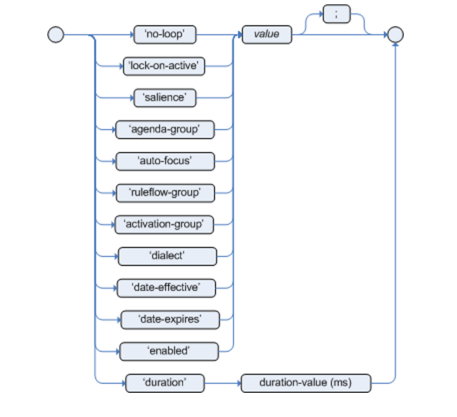 'no-loop' value ;
'lock-on-active'
'salience'
'agenda-group'
'auto-focus'
'ruleflow-group'
'activation-group'
'dialect'
'date-effective'
'date-expires'
'enabled'
'duration' duration-value (ms)